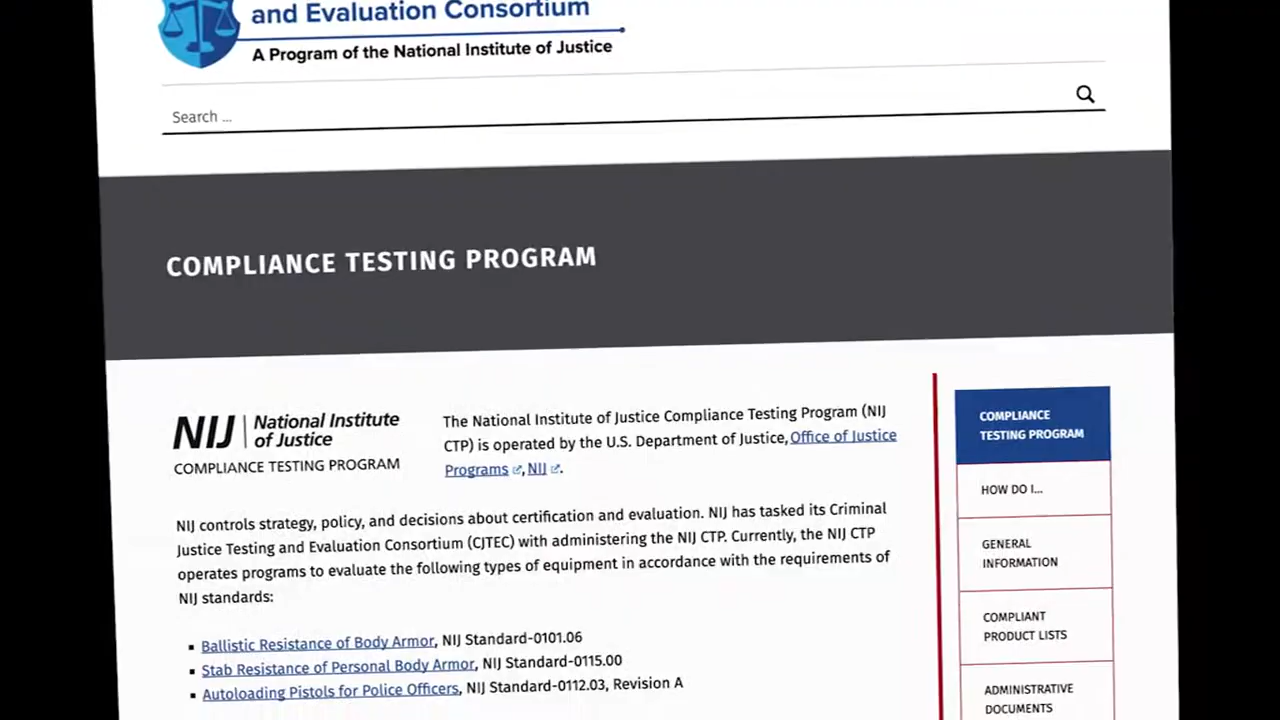 and Evaluation Consortium
A Program of the National Institute of Justice
Search ...
COMPLIANCE TESTING PROGRAM
NIJ | National Institute
of Justice
COMPLIANCE TESTING PROGRAM
The National Institute of Justice Compliance Testing Program (NIJ
CTP) is operated by the U.S. Department of Justice, Office of Justice
Programs, NIJ.
NIJ controls strategy, policy, and decisions about certification and evaluation. NIJ has tasked its Criminal
Justice Testing and Evaluation Consortium (CJTEC) with administering the NIJ CTP. Currently, the NIJ CTP
operates programs to evaluate the following types of equipment in accordance with the requirements of
NIJ standards:
▪ Ballistic Resistance of Body Armor, NIJ Standard-0101.06
▪ Stab Resistance of Personal Body Armor, NIJ Standard-0115.00
▪ Autoloading Pistols for Police Officers, NIJ Standard-0112.03, Revision A
COMPLIANCE
TESTING PROGRAM
HOW DO I...
GENERAL
INFORMATION
COMPLIANT
PRODUCT LISTS
ADMINISTRATIVE
DOCUMENTS